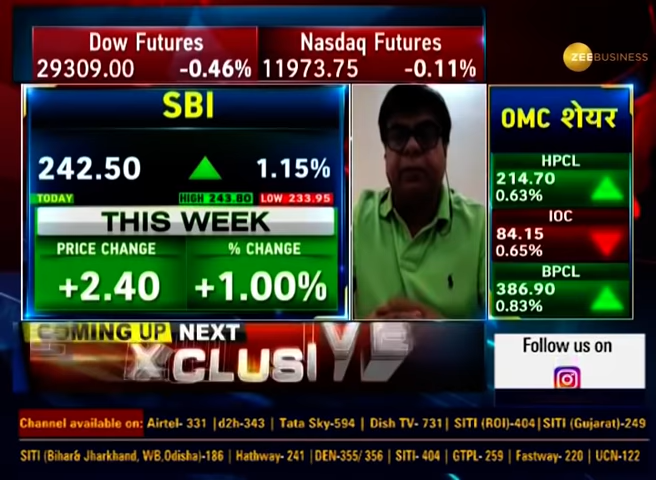 Dow Futures
29309.00 -0.46%
Nasdaq Futures
11973.75 -0.11%
ZEEBUSINESS
SBI
242.50 1.15%
TODAY HIGH 243.80 LOW 233.95
THIS WEEK
PRICE CHANGE % CHANGE
+2.40 +1.00%
OMC शेयर
HPCL
214.70
0.63%
IOC
84.15
0.65%
BPCL
386.90
0.83%
COMING UP NEXT
EXCLUSIVE
Follow us on
Channel available on: Airtel- 331 |d2h-343 | Tata Sky-594 | Dish TV- 731| SITI (ROI)-404|SITI (Gujarat)-249
SITI (Bihar& Jharkhand, WB,Odisha)-186 | Hathway- 241 |DEN-355/ 356 | SITI- 404 | GTPL- 259 | Fastway- 220 | UCN-122